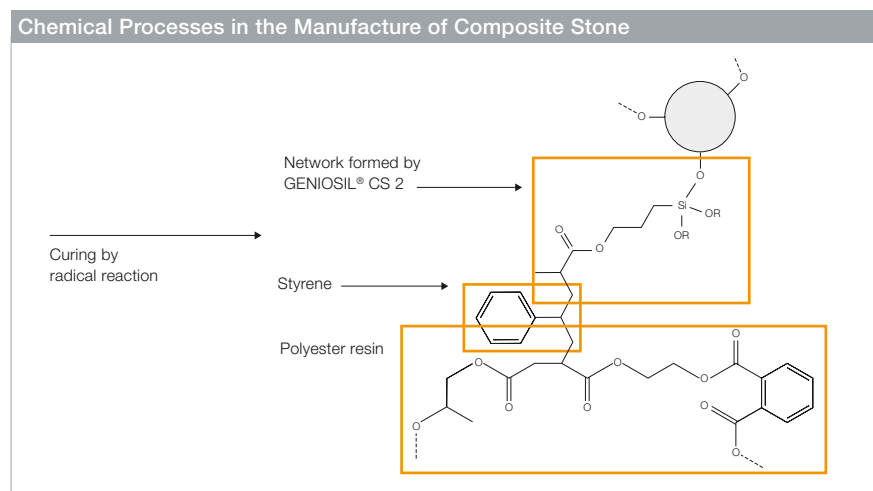 Chemical Processes in the Manufacture of Composite Stone
O
O
Network formed by
GENIOSIL® CS 2
O
Si
OR
OR
O
O
Curing by
radical reaction
Styrene
Polyester resin
O
O
O
O
O
O
O
O
O
O